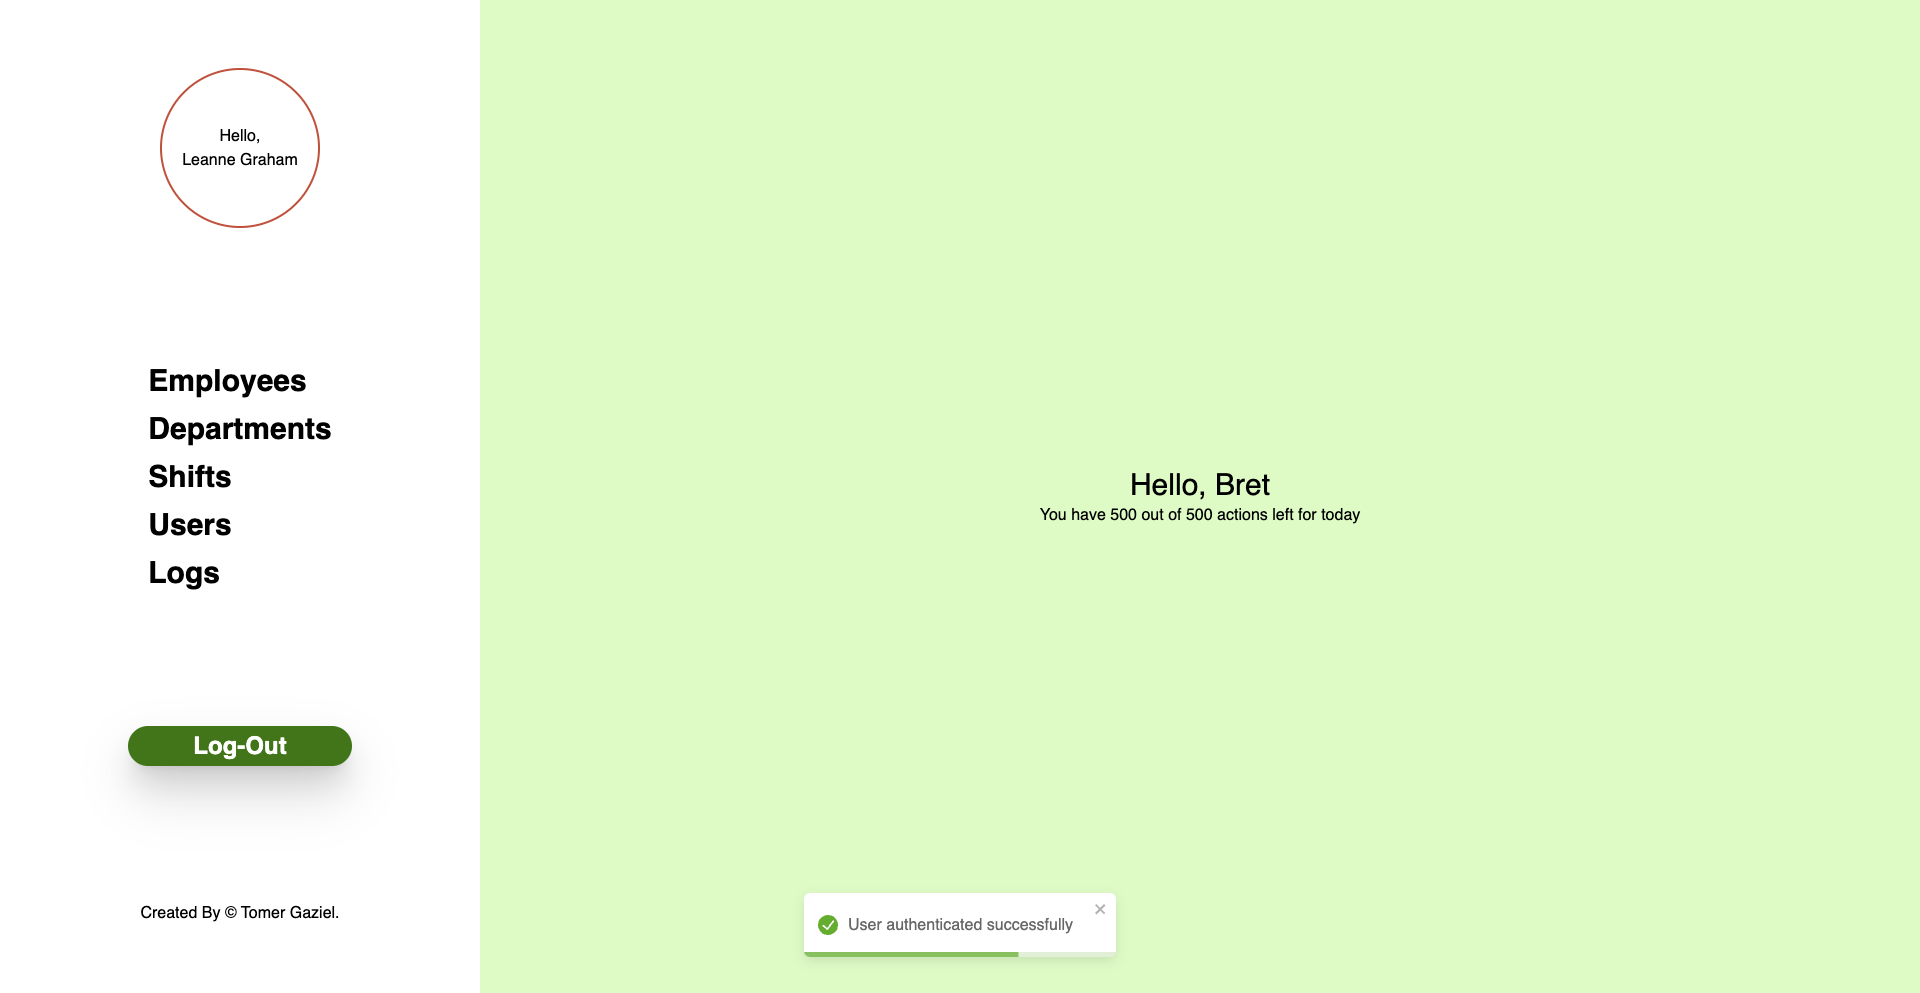 Hello,
Leanne Graham
Employees
Departments
Shifts
Users
Logs
Log-Out
Created By © Tomer Gaziel.
Hello, Bret
You have 500 out of 500 actions left for today
User authenticated successfully